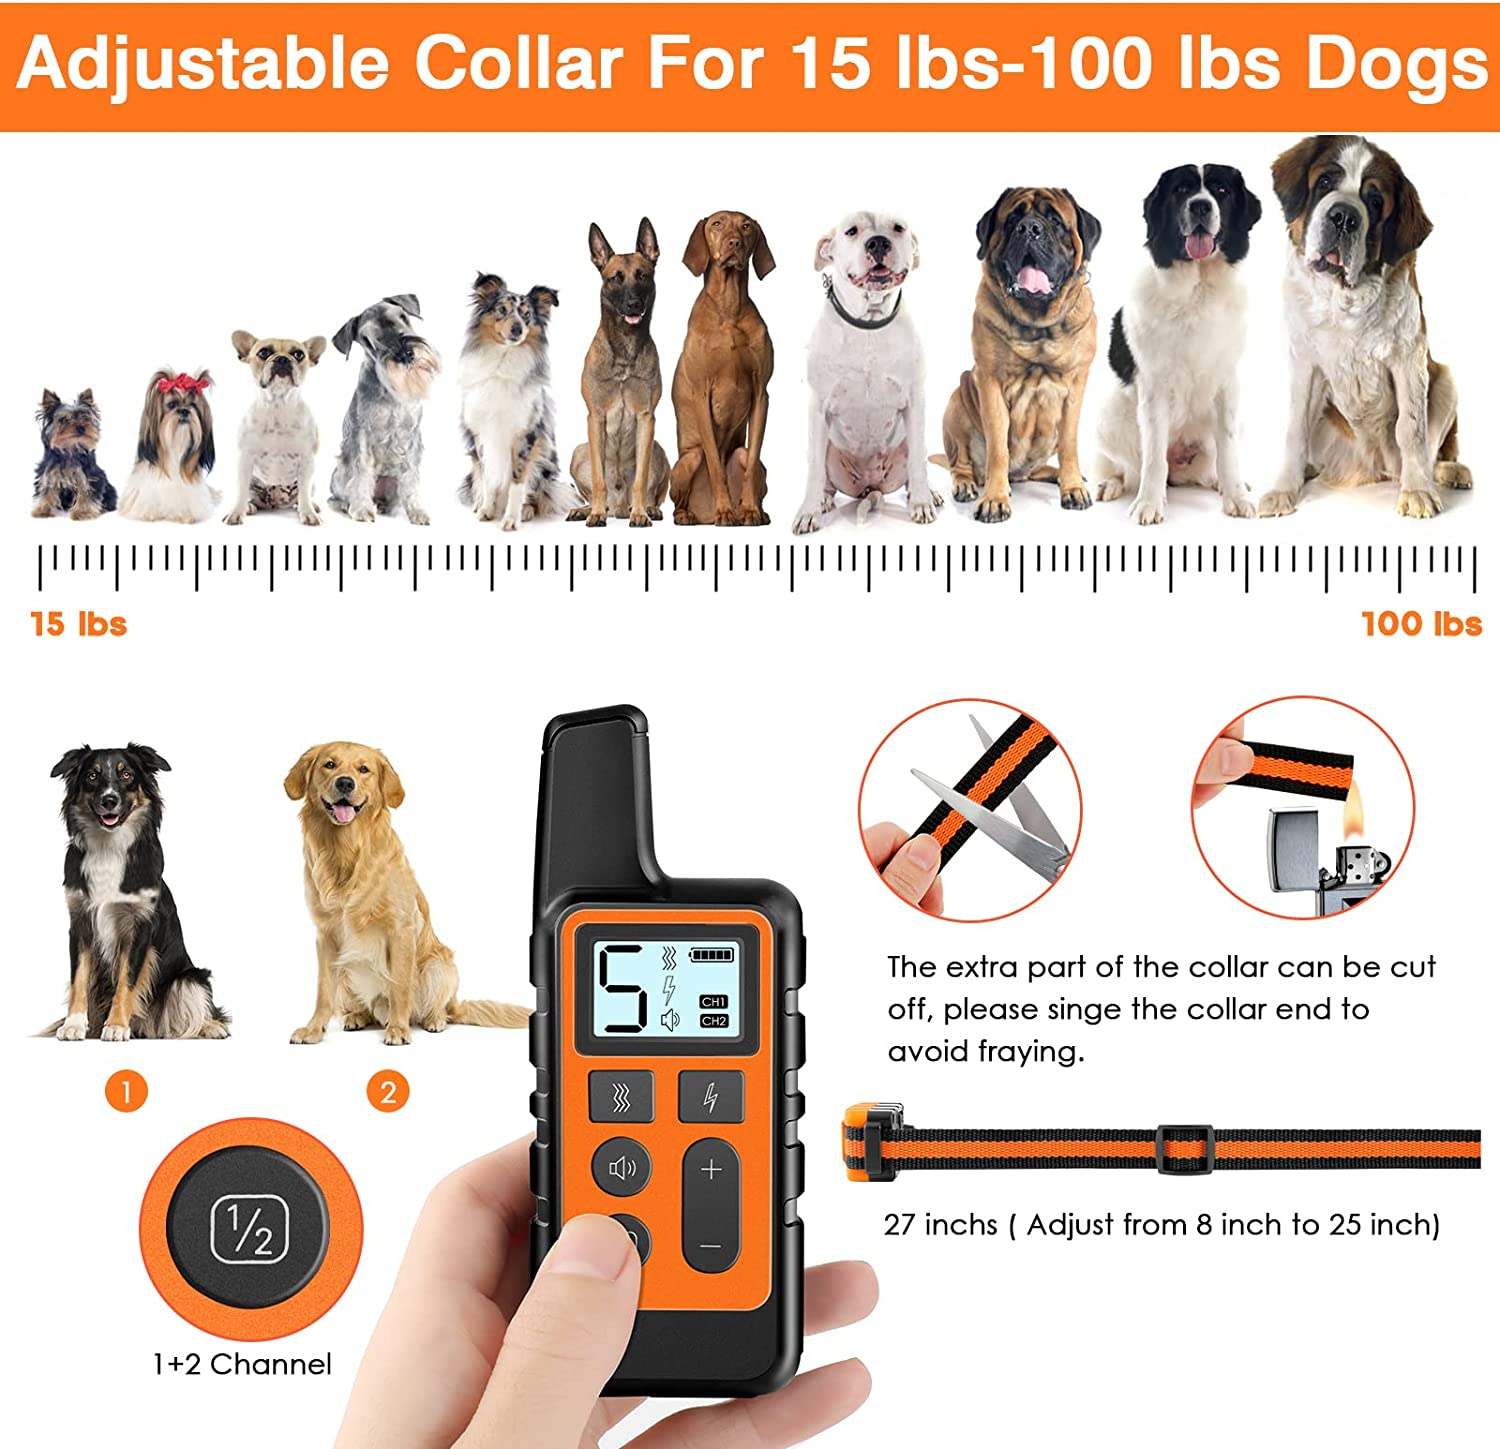 Adjustable Collar For 15 lbs-100 lbs Dogs
15 lbs
100 lbs
5
CH1
CH2
1
2
1/2
1+2 Channel
+
−
The extra part of the collar can be cut
off, please singe the collar end to
avoid fraying.
27 inchs ( Adjust from 8 inch to 25 inch)